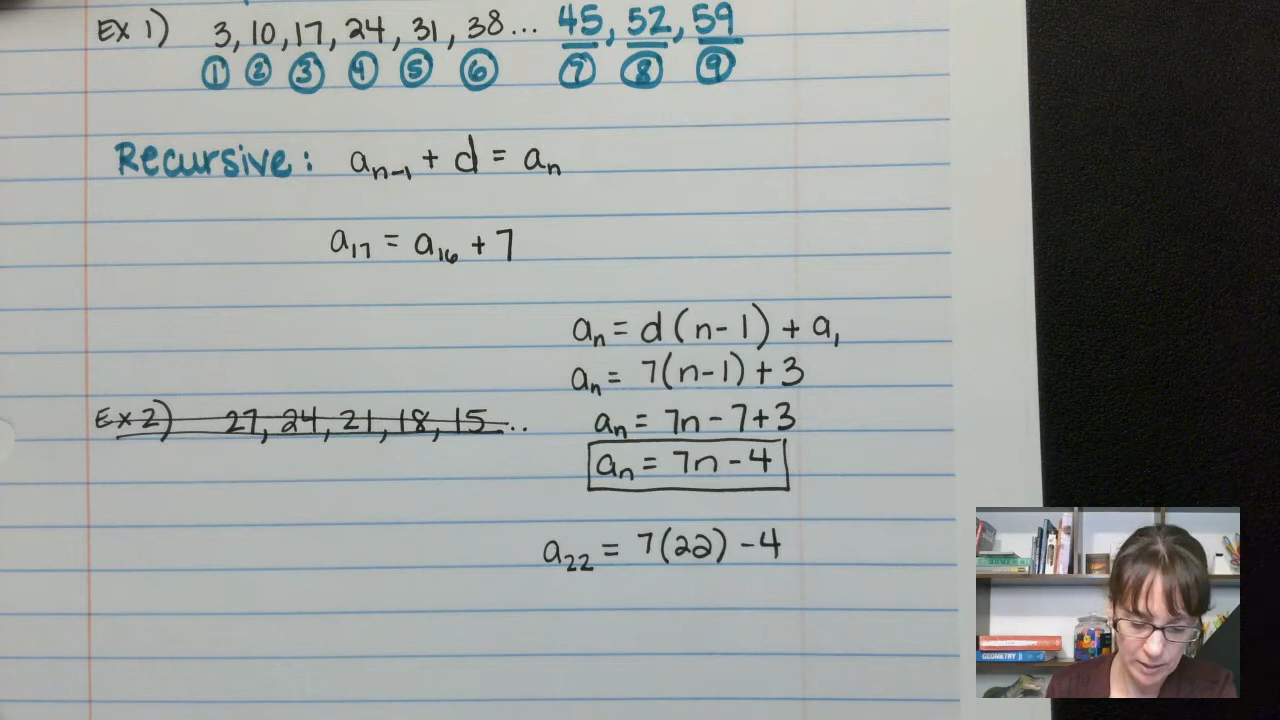 EX 1) 3, 10, 17, 24, 31, 38... 45, 52, 59
① ② ③ ④ ⑤ ⑥ ⑦ ⑧ ⑨
Recursive: aₙ₋₁ + d = aₙ
a₁₇ = a₁₆ + 7
aₙ = d(n-1) + a₁
aₙ = 7(n-1) + 3
Ex 2) 27, 24, 21, 18, 15...
aₙ = 7n - 7 + 3
aₙ = 7n - 4
a₂₂ = 7(22) - 4
GEOMETRY